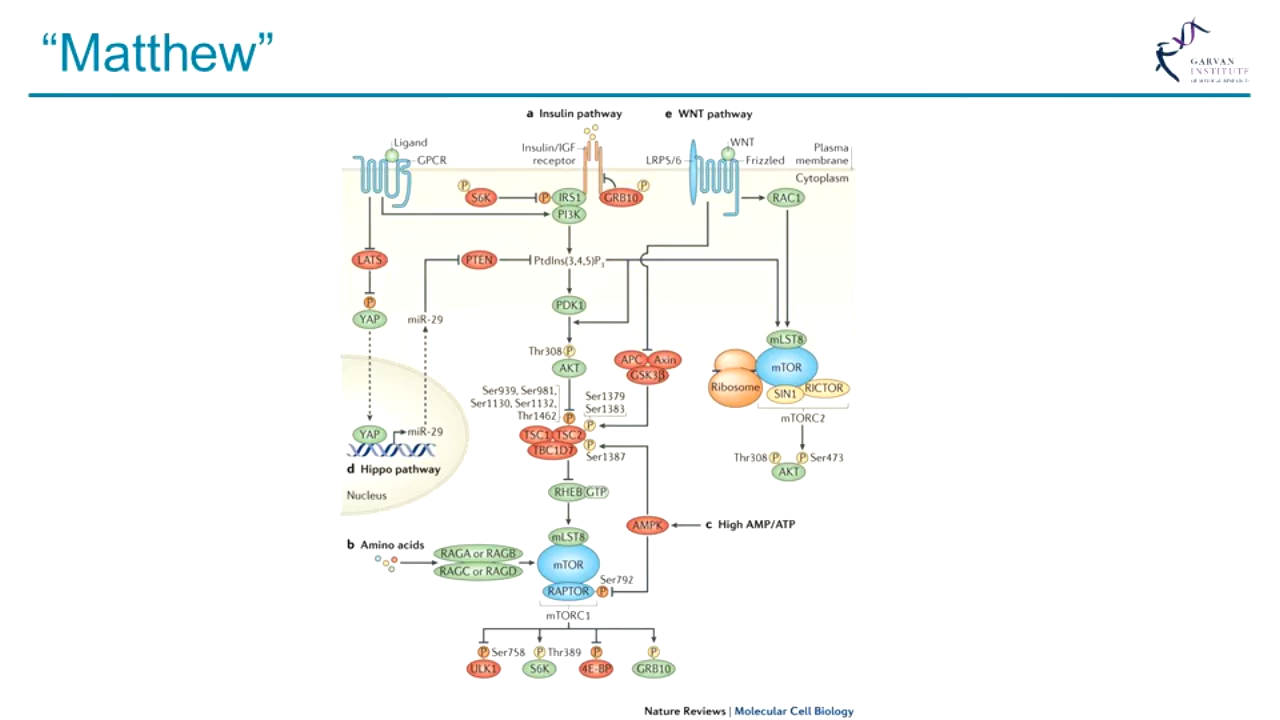 “Matthew”
GARVAN
INSTITUTE
a Insulin pathway
e WNT pathway
Ligand
GPCR
Insulin/IGF
receptor
WNT
LRP5/6
Frizzled
Plasma
membrane
Cytoplasm
P
S6K
P
IRS1
PI3K
P
GRB10
RAC1
LATS
PTEN
PtdIns(3,4,5)P3
P
YAP
miR-29
PDK1
Thr308 P
AKT
APC Axin
GSK3β
mLST8
mTOR
Ribosome
SIN1
RICTOR
mTORC2
Ser939, Ser981,
Ser1130, Ser1132,
Thr1462
P
Ser1379
Ser1383
P
YAP
miR-29
TSC1 TSC2
TBC1D7
P
Ser1387
Thr308 P
P Ser473
AKT
d Hippo pathway
Nucleus
RHEB GTP
AMPK
c High AMP/ATP
b Amino acids
RAGA or RAGB
RAGC or RAGD
mLST8
mTOR
RAPTOR
P
Ser792
mTORC1
P Ser758
P Thr389
P
P
ULK1
S6K
4E-BP
GRB10
Nature Reviews | Molecular Cell Biology